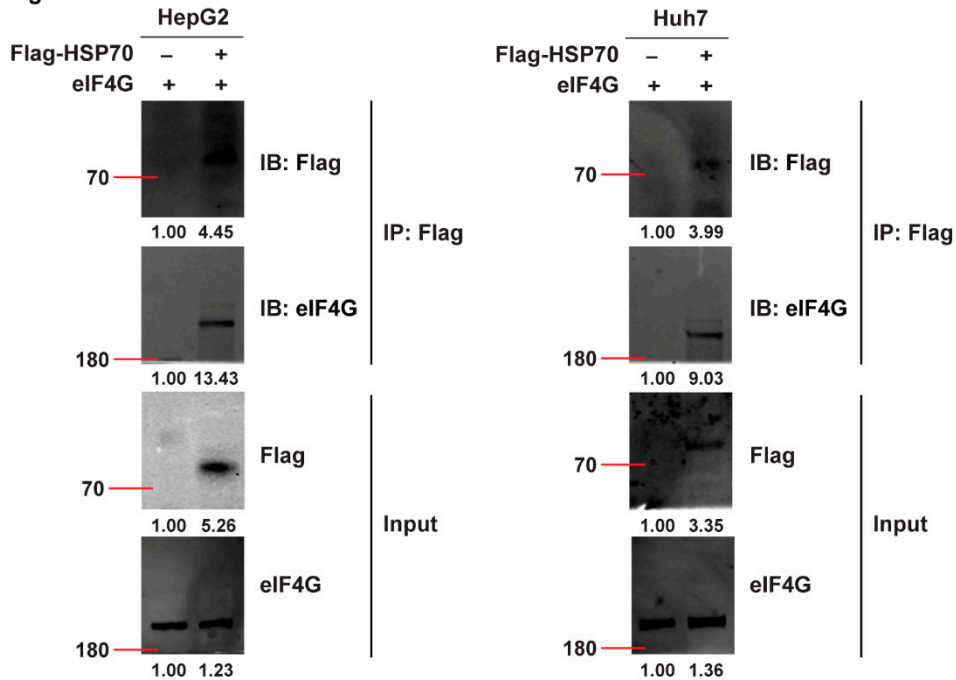 HepG2
Flag-HSP70 – +
eIF4G + +
IB: Flag
70
1.00 4.45
IP: Flag
IB: eIF4G
180
1.00 13.43
Flag
70
1.00 5.26
Input
eIF4G
180
1.00 1.23
Huh7
Flag-HSP70 – +
eIF4G + +
IB: Flag
70
1.00 3.99
IP: Flag
IB: eIF4G
180
1.00 9.03
Flag
70
1.00 3.35
Input
eIF4G
180
1.00 1.36